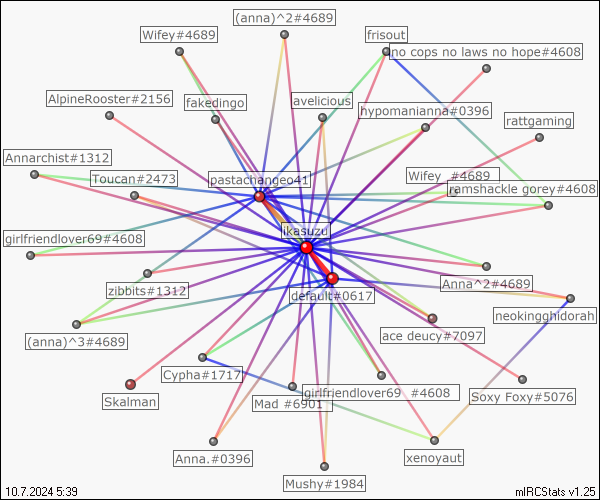 (anna)^2#4689
Wifey#4689
frisout
no cops no laws no hope#4608
AlpineRooster#2156
fakedingo
avelicious
hypomanianna#0396
rattgaming
Annarchist#1312
Toucan#2473
pastachangeo41
Wifey_#4689
ramshackle gorey#4608
ikasuzu
girlfriendlover69#4608
zibbits#1312
default#0617
Anna^2#4689
neokingghidorah
(anna)^3#4689
ace deucy#7097
Cypha#1717
Skalman
Mad #6901
girlfriendlover69_#4608
Soxy Foxy#5076
Anna.#0396
xenoyaut
Mushy#1984
10.7.2024 5:39
mIRCStats v1.25